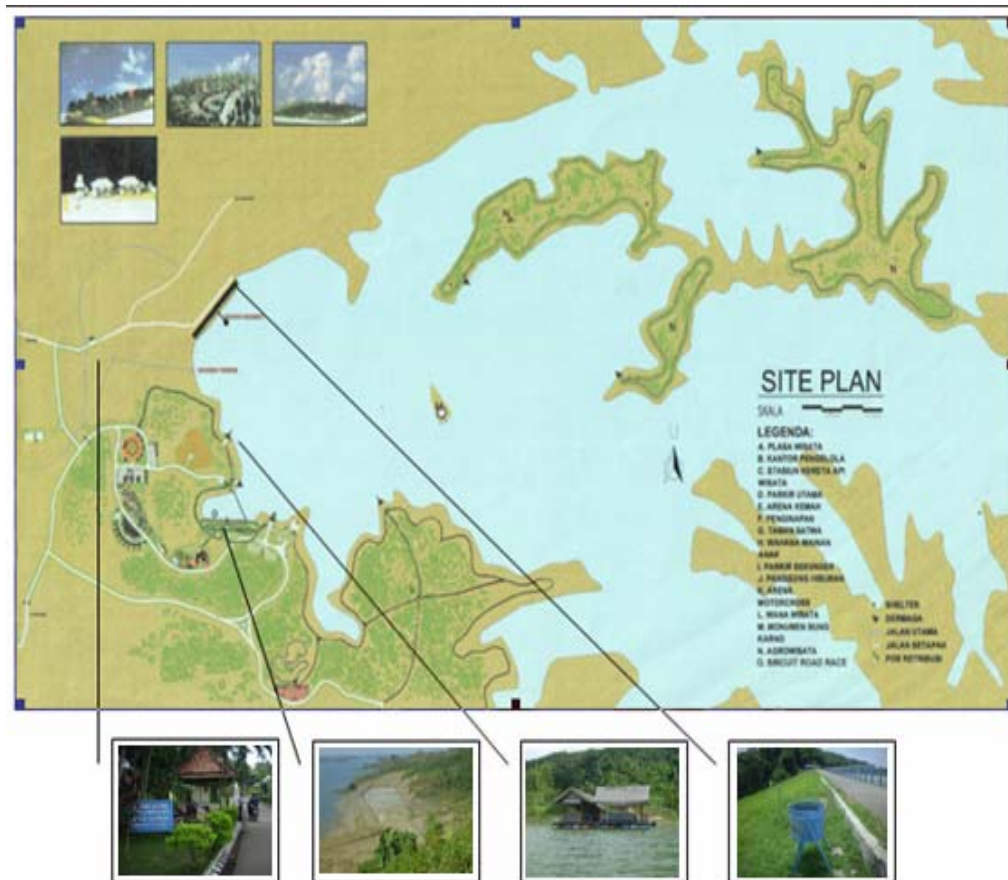 SITE PLAN
SKALA
U
LEGENDA:
A. PLASA WISATA
B. KANTOR PENGELOLA
C. STASIUN KERETA API
WISATA
D. PARKIR UTAMA
E. ARENA KEMAH
F. PENGINAPAN
G. TAMAN SATWA
H. WAHANA MAINAN
ANAK
I. PARKIR SEKUNDER
J. PANGGUNG HIBURAN
K. ARENA
MOTORCROSS
L. WANA WISATA
M. MONUMEN BUNG
KARNO
N. AGROWISATA
O. SIRCUIT ROAD RACE
SHELTER
DERMAGA
JALAN UTAMA
JALAN SETAPAK
POS RETRIBUSI
N
N
N
N